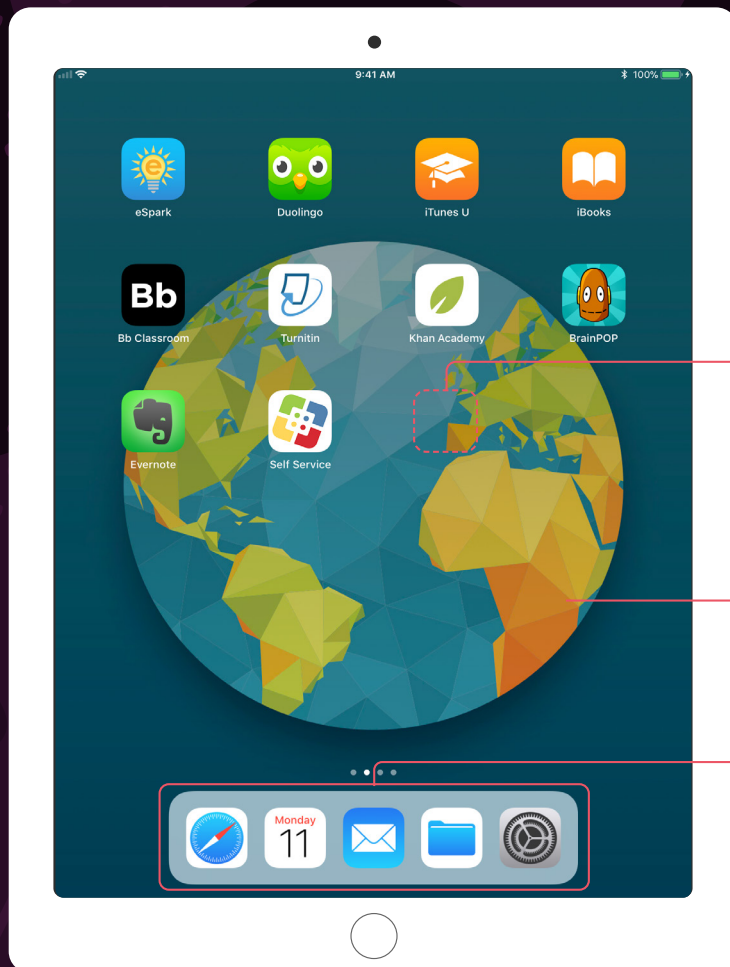 9:41 AM 100%
eSpark Duolingo iTunes U iBooks
Bb
Bb Classroom Turnitin Khan Academy BrainPOP
Evernote Self Service
Monday
11